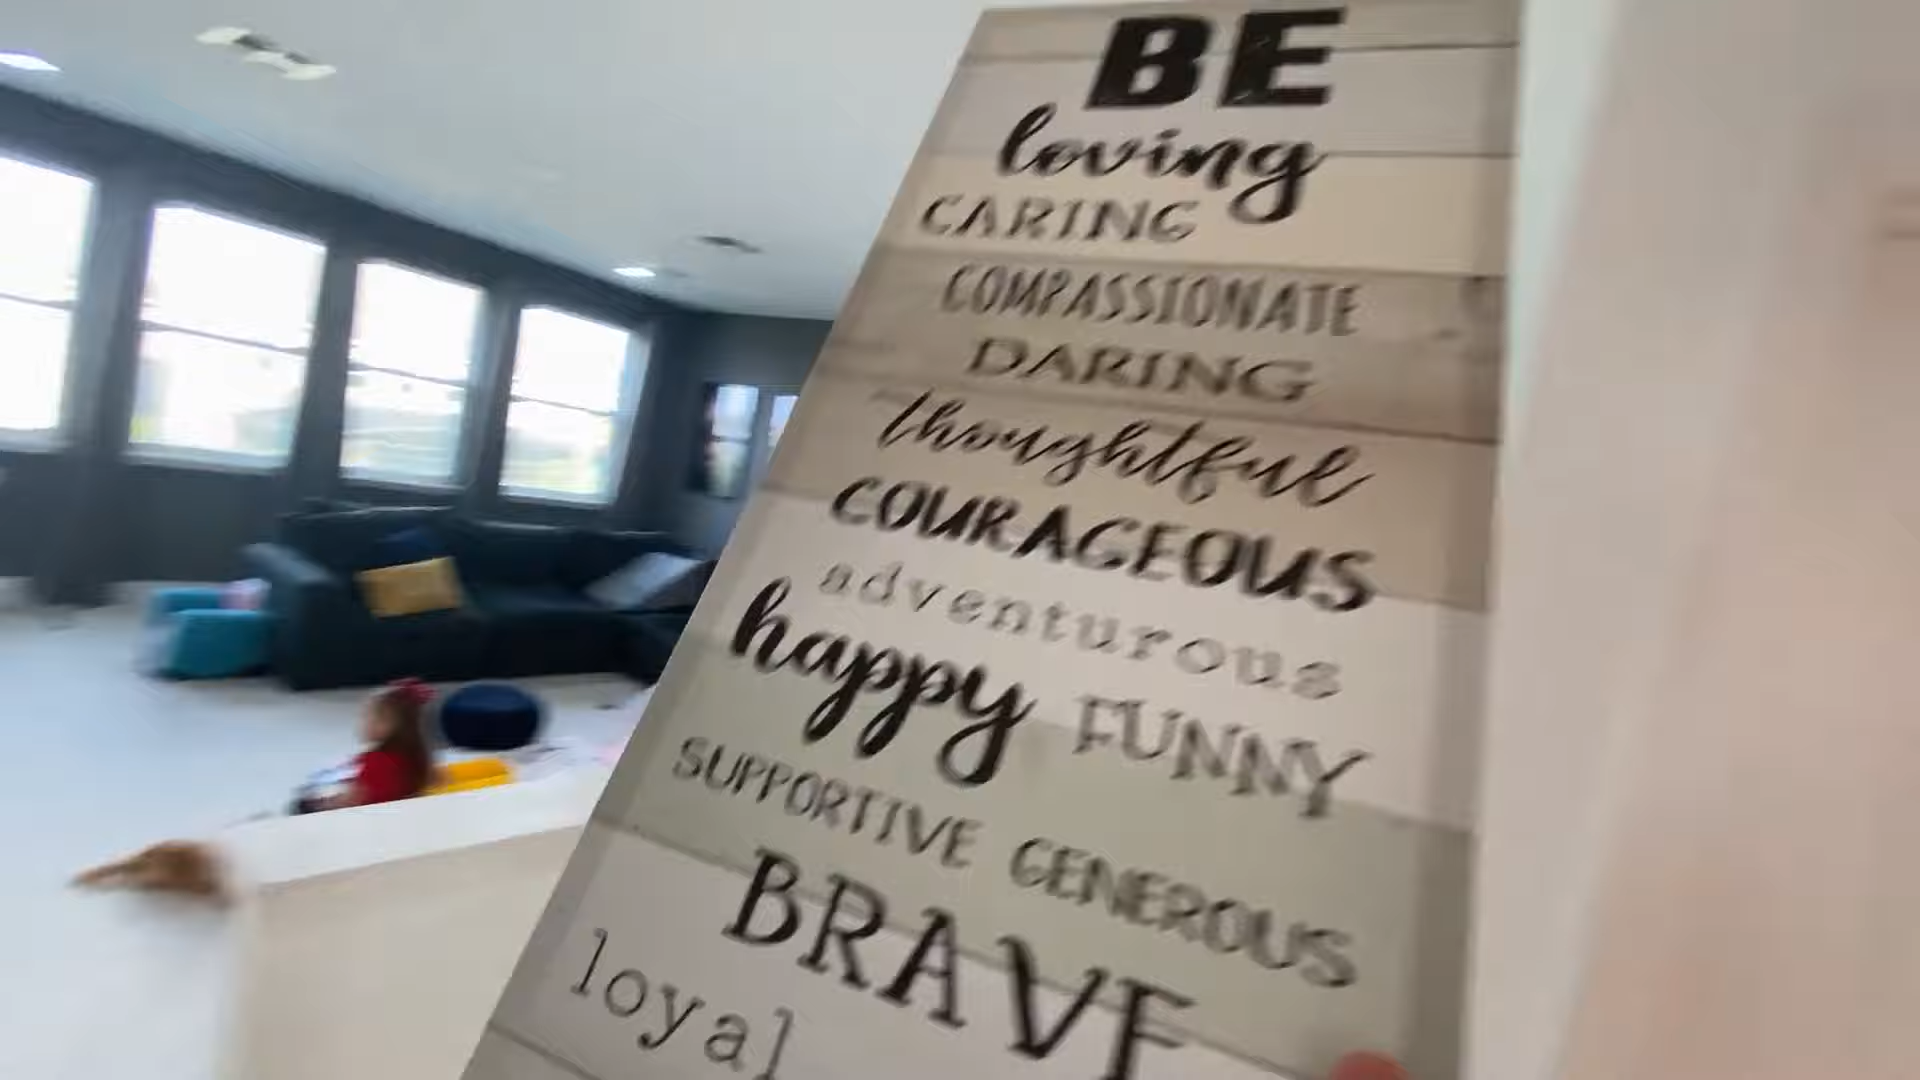 BE
loving
CARING
COMPASSIONATE
DARING
thoughtful
COURAGEOUS
adventurous
happy FUNNY
SUPPORTIVE GENEROUS
BRAVE
loyal